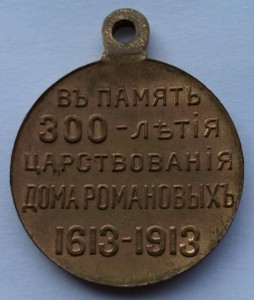 ВЪ ПАМЯТЬ
300-ЛѢТІЯ
ЦАРСТВОВАНІЯ
ДОМА РОМАНОВЫХЪ
1613-1913